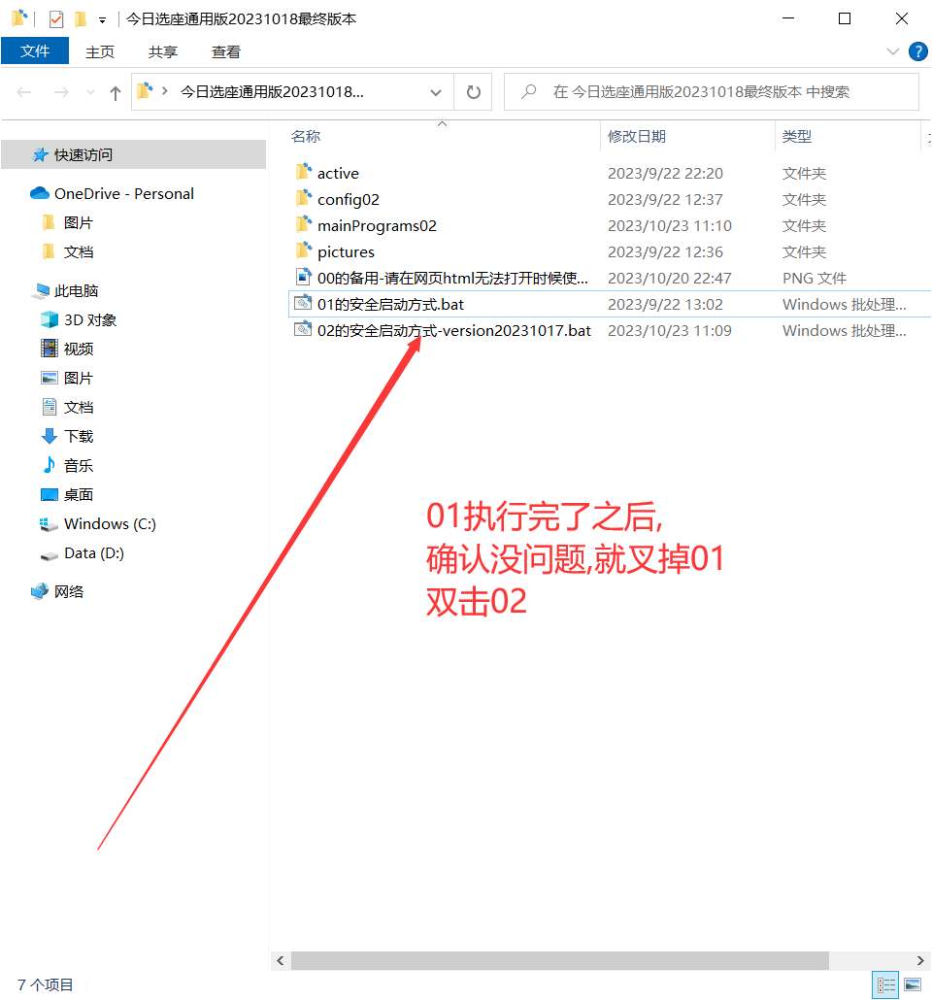 今日选座通用版20231018最终版本
文件 主页 共享 查看
今日选座通用版20231018...
在 今日选座通用版20231018最终版本 中搜索
名称 修改日期 类型
快速访问
OneDrive - Personal
图片
文档
此电脑
3D 对象
视频
图片
文档
下载
音乐
桌面
Windows (C:)
Data (D:)
网络
active 2023/9/22 22:20 文件夹
config02 2023/9/22 12:37 文件夹
mainPrograms02 2023/10/23 11:10 文件夹
pictures 2023/9/22 12:36 文件夹
00的备用-请在网页html无法打开时候使... 2023/10/20 22:47 PNG 文件
01的安全启动方式.bat 2023/9/22 13:02 Windows 批处理...
02的安全启动方式-version20231017.bat 2023/10/23 11:09 Windows 批处理...
01执行完了之后,
确认没问题,就叉掉01
双击02
7 个项目